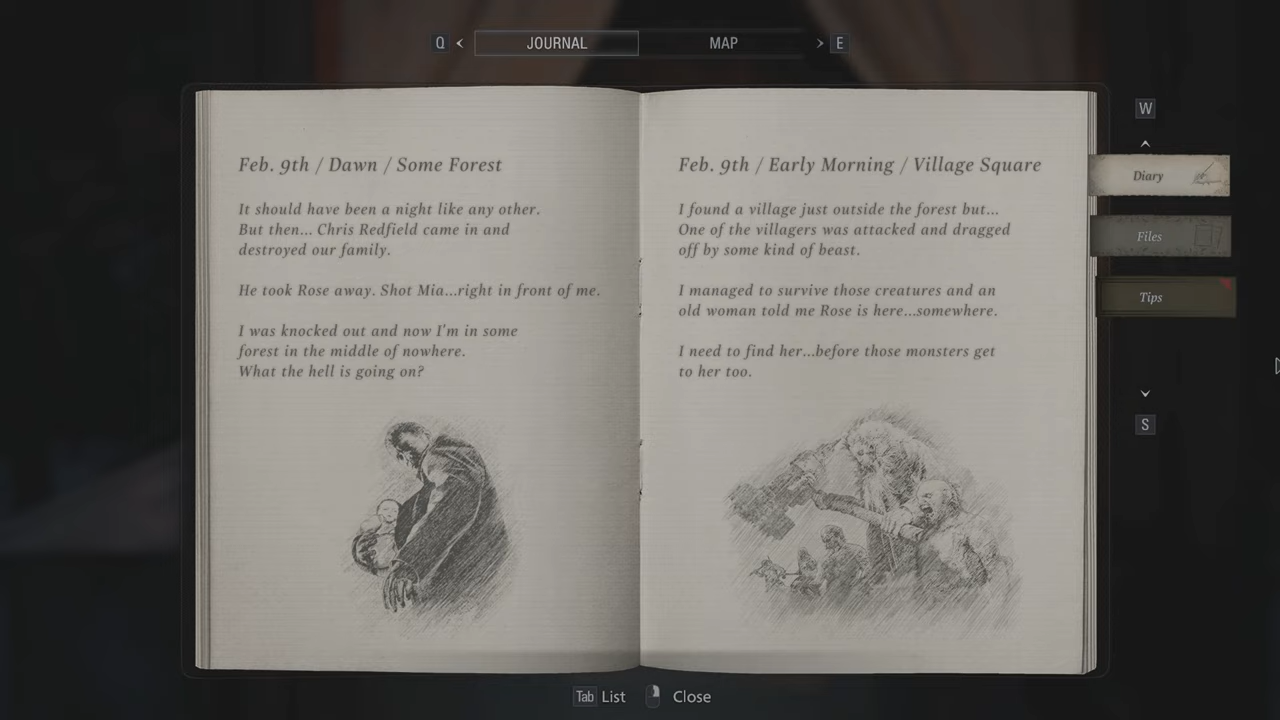 Q
JOURNAL
MAP
E
Feb. 9th / Dawn / Some Forest
It should have been a night like any other.
But then... Chris Redfield came in and
destroyed our family.
He took Rose away. Shot Mia...right in front of me.
I was knocked out and now I'm in some
forest in the middle of nowhere.
What the hell is going on?
Feb. 9th / Early Morning / Village Square
I found a village just outside the forest but...
One of the villagers was attacked and dragged
off by some kind of beast.
I managed to survive those creatures and an
old woman told me Rose is here...somewhere.
I need to find her...before those monsters get
to her too.
W
Diary
Files
Tips
S
Tab List
Close